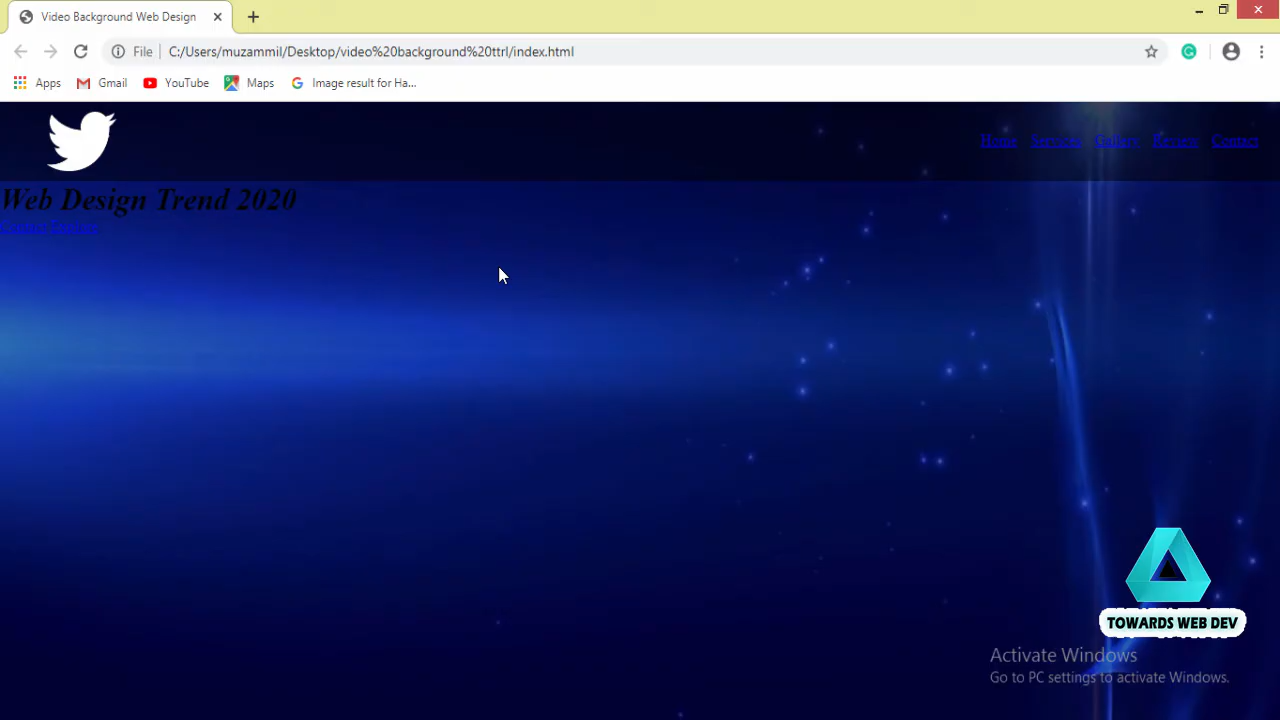 Video Background Web Design
File
C:/Users/muzammil/Desktop/video%20background%20ttrl/index.html
Apps Gmail YouTube Maps Image result for Ha...
Home Services Gallery Review Contact
Web Design Trend 2020
Contact Explore
TOWARDS WEB DEV
Activate Windows
Go to PC settings to activate Windows.